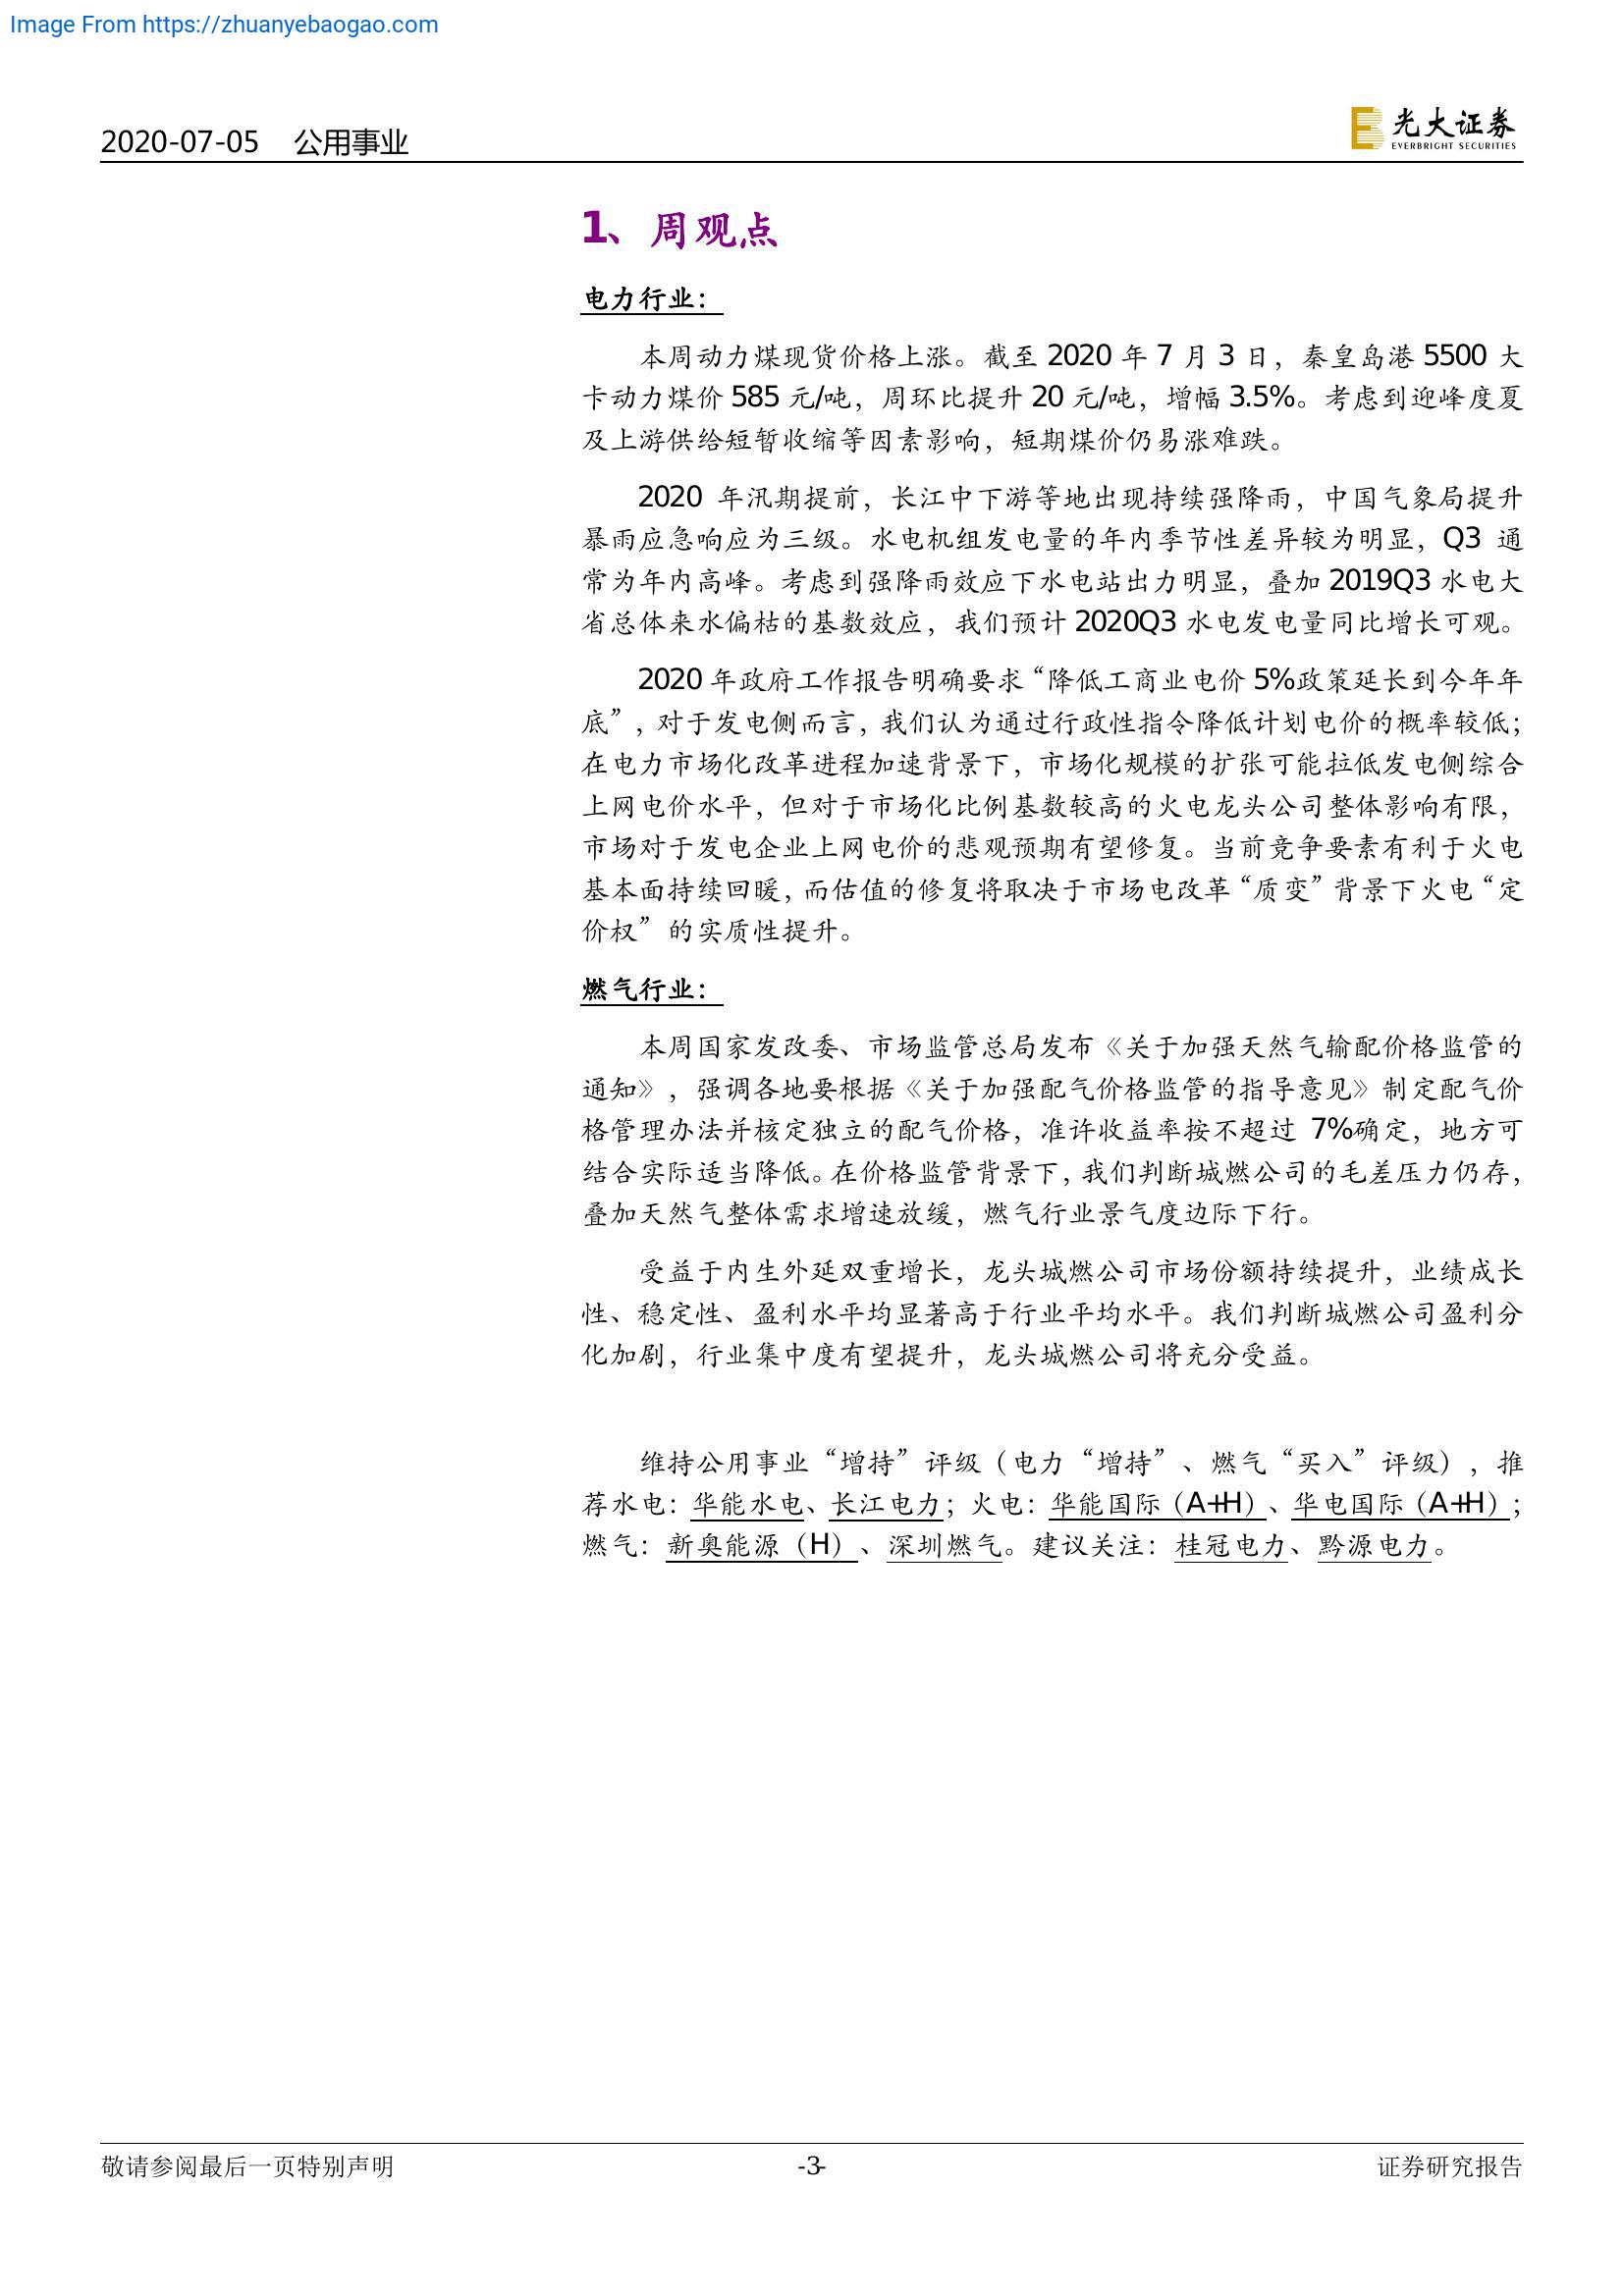 Image From https://zhuanyebaogao.com
2020-07-05 公用事业
光大证券
EVERBRIGHT SECURITIES
1、周观点
电力行业：
本周动力煤现货价格上涨。截至 2020 年 7 月 3 日，秦皇岛港 5500 大
卡动力煤价 585 元/吨，周环比提升 20 元/吨，增幅 3.5%。考虑到迎峰度夏
及上游供给短暂收缩等因素影响，短期煤价仍易涨难跌。
2020 年汛期提前，长江中下游等地出现持续强降雨，中国气象局提升
暴雨应急响应为三级。水电机组发电量的年内季节性差异较为明显，Q3 通
常为年内高峰。考虑到强降雨效应下水电站出力明显，叠加 2019Q3 水电大
省总体来水偏枯的基数效应，我们预计 2020Q3 水电发电量同比增长可观。
2020 年政府工作报告明确要求“降低工商业电价 5%政策延长到今年年
底”，对于发电侧而言，我们认为通过行政性指令降低计划电价的概率较低；
在电力市场化改革进程加速背景下，市场化规模的扩张可能拉低发电侧综合
上网电价水平，但对于市场化比例基数较高的火电龙头公司整体影响有限，
市场对于发电企业上网电价的悲观预期有望修复。当前竞争要素有利于火电
基本面持续回暖，而估值的修复将取决于市场电改革“质变”背景下火电“定
价权”的实质性提升。
燃气行业：
本周国家发改委、市场监管总局发布《关于加强天然气输配价格监管的
通知》，强调各地要根据《关于加强配气价格监管的指导意见》制定配气价
格管理办法并核定独立的配气价格，准许收益率按不超过 7%确定，地方可
结合实际适当降低。在价格监管背景下，我们判断城燃公司的毛差压力仍存，
叠加天然气整体需求增速放缓，燃气行业景气度边际下行。
受益于内生外延双重增长，龙头城燃公司市场份额持续提升，业绩成长
性、稳定性、盈利水平均显著高于行业平均水平。我们判断城燃公司盈利分
化加剧，行业集中度有望提升，龙头城燃公司将充分受益。
维持公用事业“增持”评级（电力“增持”、燃气“买入”评级），推
荐水电：华能水电、长江电力；火电：华能国际（A+H）、华电国际（A+H）；
燃气：新奥能源（H）、深圳燃气。建议关注：桂冠电力、黔源电力。
敬请参阅最后一页特别声明
-3-
证券研究报告